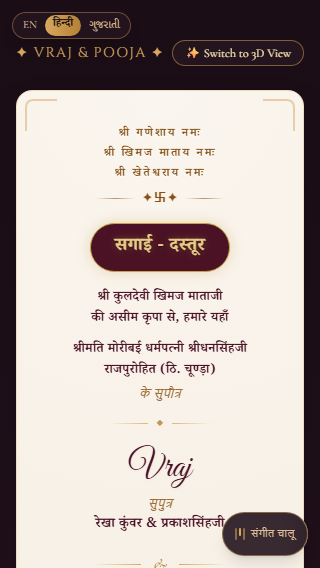 EN हिन्दी ગુજરાતી
✦ VRAJ & POOJA ✦
✨ Switch to 3D View
श्री गणेशाय नमः
श्री खिमज माताय नमः
श्री खेतेश्वराय नमः
✦卐✦
सगाई - दस्तूर
श्री कुलदेवी खिमज माताजी
की असीम कृपा से, हमारे यहाँ
श्रीमति मोरीबाई धर्मपत्नी श्रीधनसिंहजी
राजपुरोहित (ठि. चूण्ड़ा)
के सुपौत्र
Vraj
सुपुत्र
रेखा कुंवर & प्रकाशसिंहजी
संगीत चालू